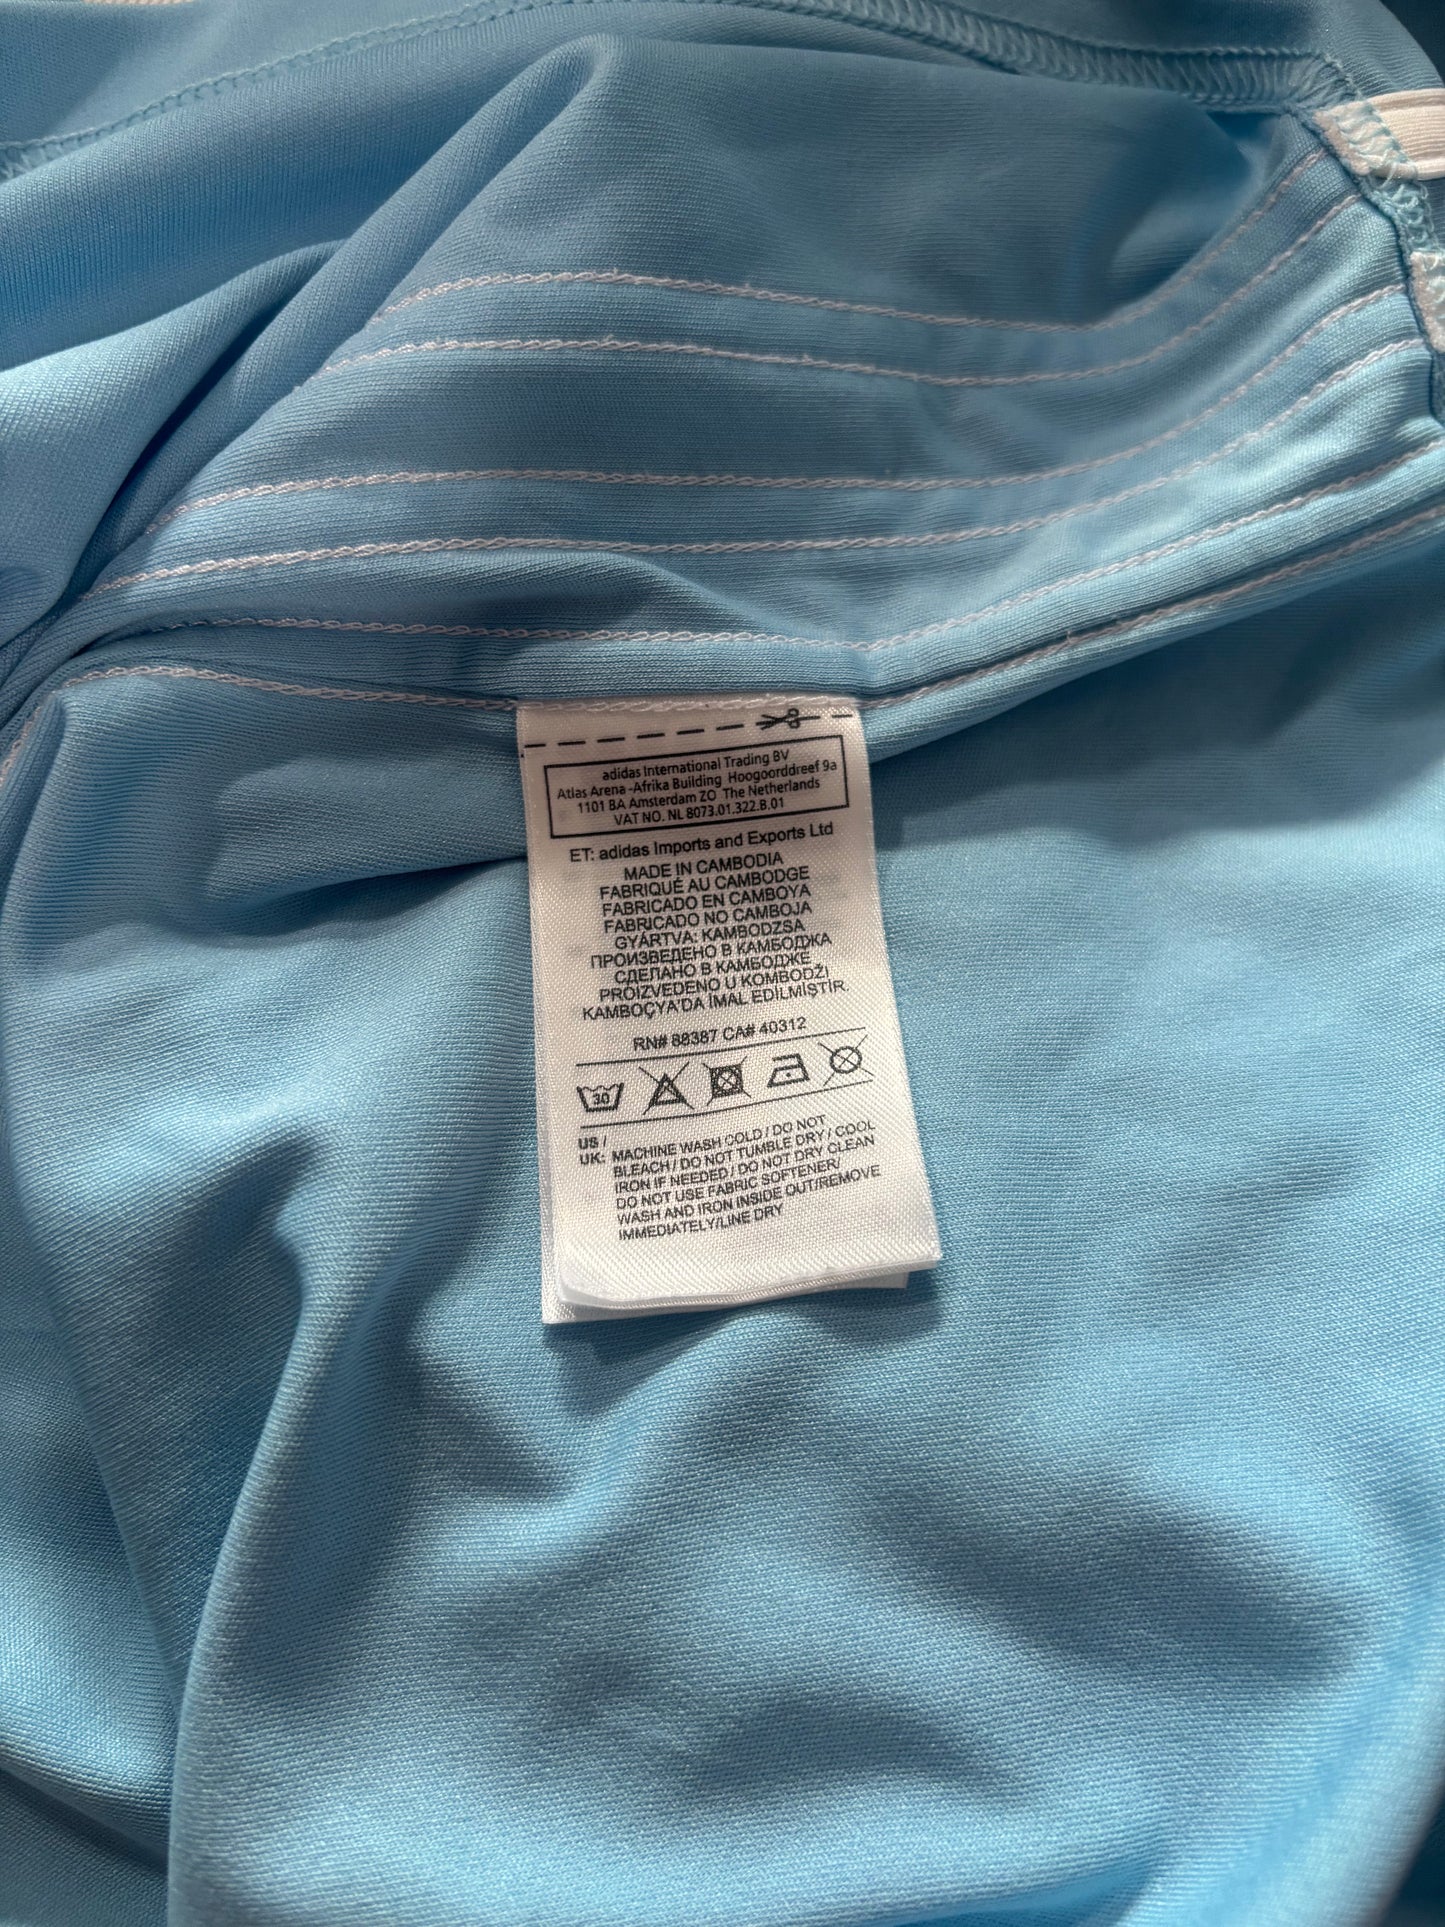 adidas International Trading BV
Atlas Arena -Afrika Building Hoogoorddreef 9a
1101 BA Amsterdam ZO The Netherlands
VAT NO. NL 8073.01.322.B.01
ET: adidas Imports and Exports Ltd
MADE IN CAMBODIA
FABRIQUÉ AU CAMBODGE
FABRICADO EN CAMBOYA
FABRICADO NO CAMBOJA
GYÁRTVA: KAMBODZSA
ПРОИЗВЕДЕНО В КАМБОДЖА
СДЕЛАНО В КАМБОДЖЕ
PROIZVEDENO U KOMBODŽI
KAMBOÇYA'DA İMAL EDİLMİŞTİR.
RN# 88387 CA# 40312
30
US / UK: MACHINE WASH COLD / DO NOT
BLEACH / DO NOT TUMBLE DRY / COOL
IRON IF NEEDED / DO NOT DRY CLEAN
DO NOT USE FABRIC SOFTENER/
WASH AND IRON INSIDE OUT/REMOVE
IMMEDIATELY/LINE DRY